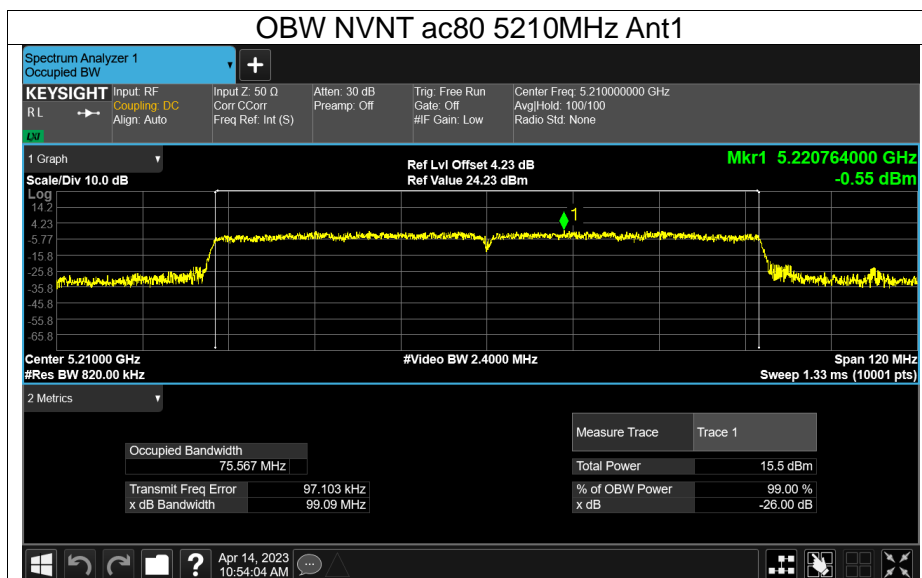 OBW NVNT ac80 5210MHz Ant1
Spectrum Analyzer 1
Occupied BW
+
KEYSIGHT Input: RF Input Z: 50 Ω Atten: 30 dB Trig: Free Run Center Freq: 5.210000000 GHz
R L Coupling: DC Corr CCorr Preamp: Off Gate: Off Avg|Hold: 100/100
Align: Auto Freq Ref: Int (S) #IF Gain: Low Radio Std: None
LXI
1 Graph Ref Lvl Offset 4.23 dB Mkr1 5.220764000 GHz
Scale/Div 10.0 dB Ref Value 24.23 dBm -0.55 dBm
Log
14.2
1
4.23
-5.77
-15.8
-25.8
-35.8
-45.8
-55.8
-65.8
Center 5.21000 GHz #Video BW 2.4000 MHz Span 120 MHz
#Res BW 820.00 kHz Sweep 1.33 ms (10001 pts)
2 Metrics
Measure Trace Trace 1
Occupied Bandwidth
75.567 MHz Total Power 15.5 dBm
Transmit Freq Error 97.103 kHz % of OBW Power 99.00 %
x dB Bandwidth 99.09 MHz x dB -26.00 dB
? Apr 14, 2023
10:54:04 AM